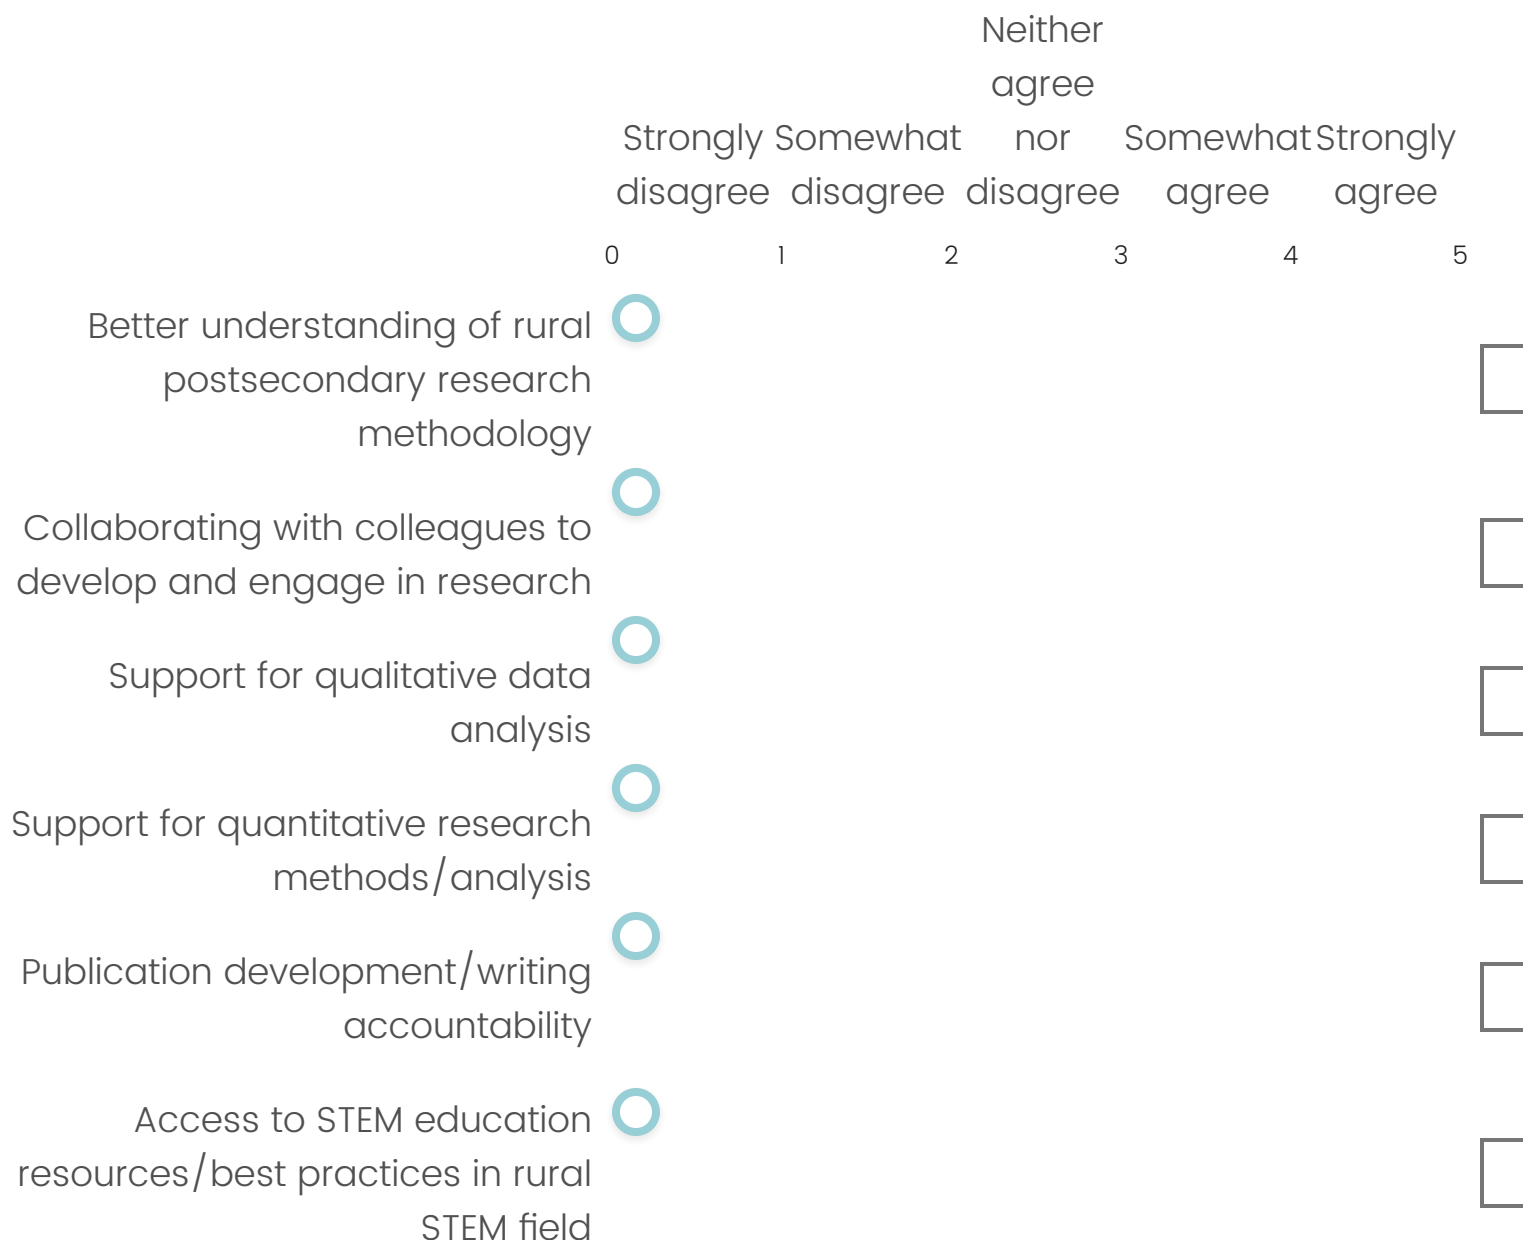 Neither
agree
Strongly Somewhat nor Somewhat Strongly
disagree disagree disagree agree agree
0 1 2 3 4 5
Better understanding of rural
postsecondary research
methodology
Collaborating with colleagues to
develop and engage in research
Support for qualitative data
analysis
Support for quantitative research
methods/analysis
Publication development/writing
accountability
Access to STEM education
resources/best practices in rural
STEM field